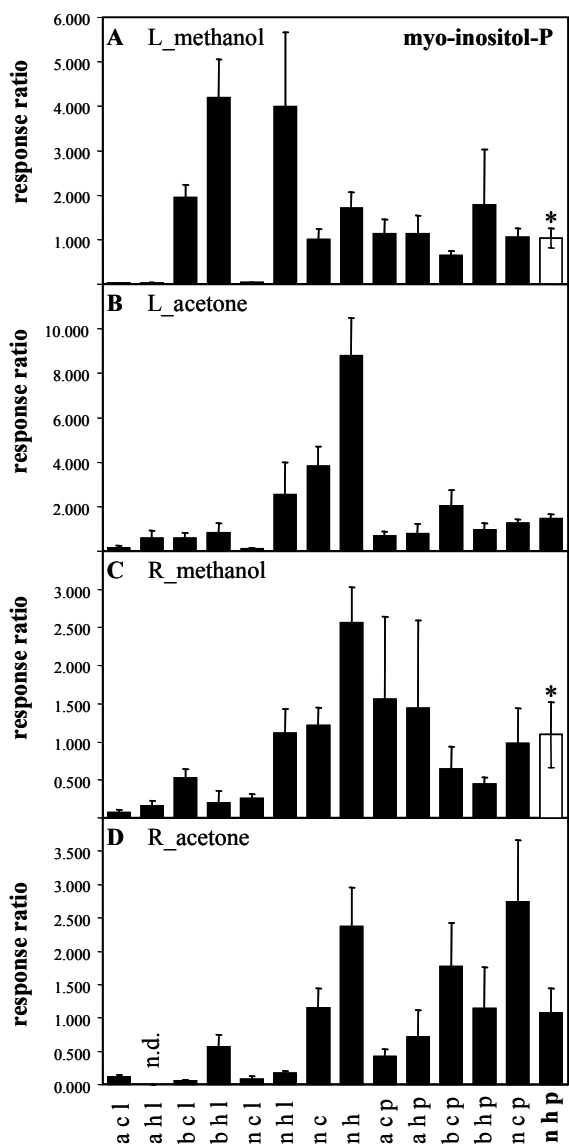 A L_methanol myo-inositol-P
response ratio
6.000
5.000
4.000
3.000
2.000
1.000
*
B L_acetone
response ratio
10.000
8.000
6.000
4.000
2.000
C R_methanol
response ratio
3.000
2.500
2.000
1.500
1.000
0.500
*
D R_acetone
response ratio
3.500
3.000
2.500
2.000
1.500
1.000
0.500
0.000
n.d.
a c l
a h l
b c l
b h l
n c l
n h l
n c
n h
a c p
a h p
b c p
b h p
n c p
n h p